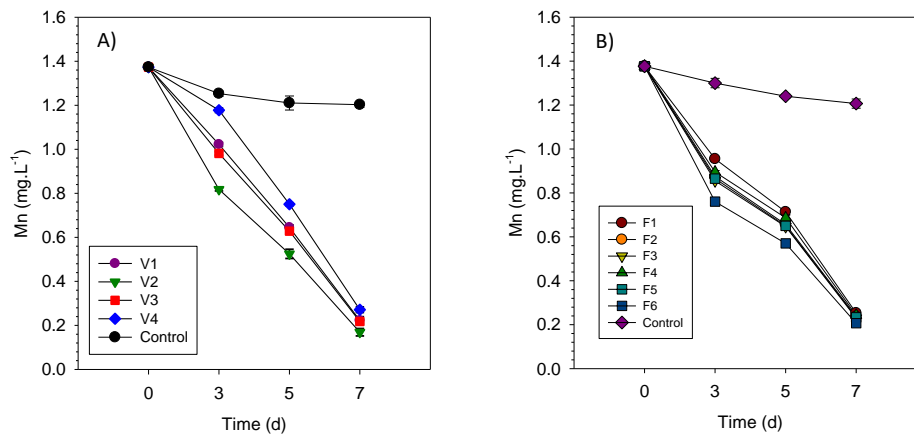 A)
1.6
1.4
1.2
1.0
0.8
0.6
0.4
0.2
0.0
Mn (mg.L⁻¹)
V1
V2
V3
V4
Control
0 3 5 7
Time (d)
B)
1.6
1.4
1.2
1.0
0.8
0.6
0.4
0.2
0.0
Mn (mg.L⁻¹)
F1
F2
F3
F4
F5
F6
Control
0 3 5 7
Time (d)